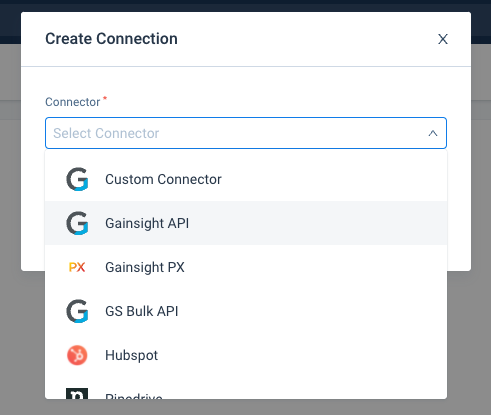 Create Connection
X
Connector *
Select Connector
G Custom Connector
G Gainsight API
PX Gainsight PX
G GS Bulk API
Hubspot
Pipedrive